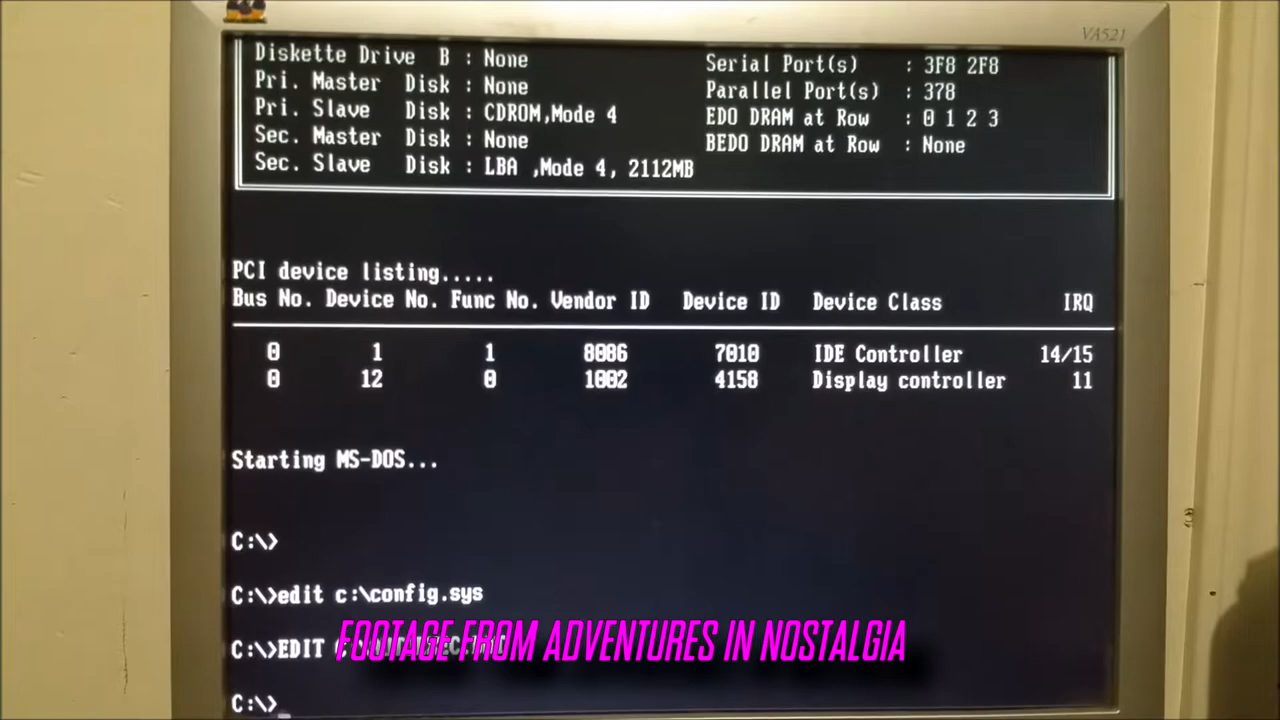 VA521
Diskette Drive B : None
Serial Port(s) : 3F8 2F8
Pri. Master Disk : None
Parallel Port(s) : 378
Pri. Slave Disk : CDROM,Mode 4
EDO DRAM at Row : 0 1 2 3
Sec. Master Disk : None
BEDO DRAM at Row : None
Sec. Slave Disk : LBA ,Mode 4, 2112MB
PCI device listing.....
Bus No. Device No. Func No. Vendor ID Device ID Device Class IRQ
0 1 1 8086 7010 IDE Controller 14/15
0 12 0 1002 4158 Display controller 11
Starting MS-DOS...
C:\>
C:\>edit c:\config.sys
C:\>EDIT
FOOTAGE FROM ADVENTURES IN NOSTALGIA
C:\>